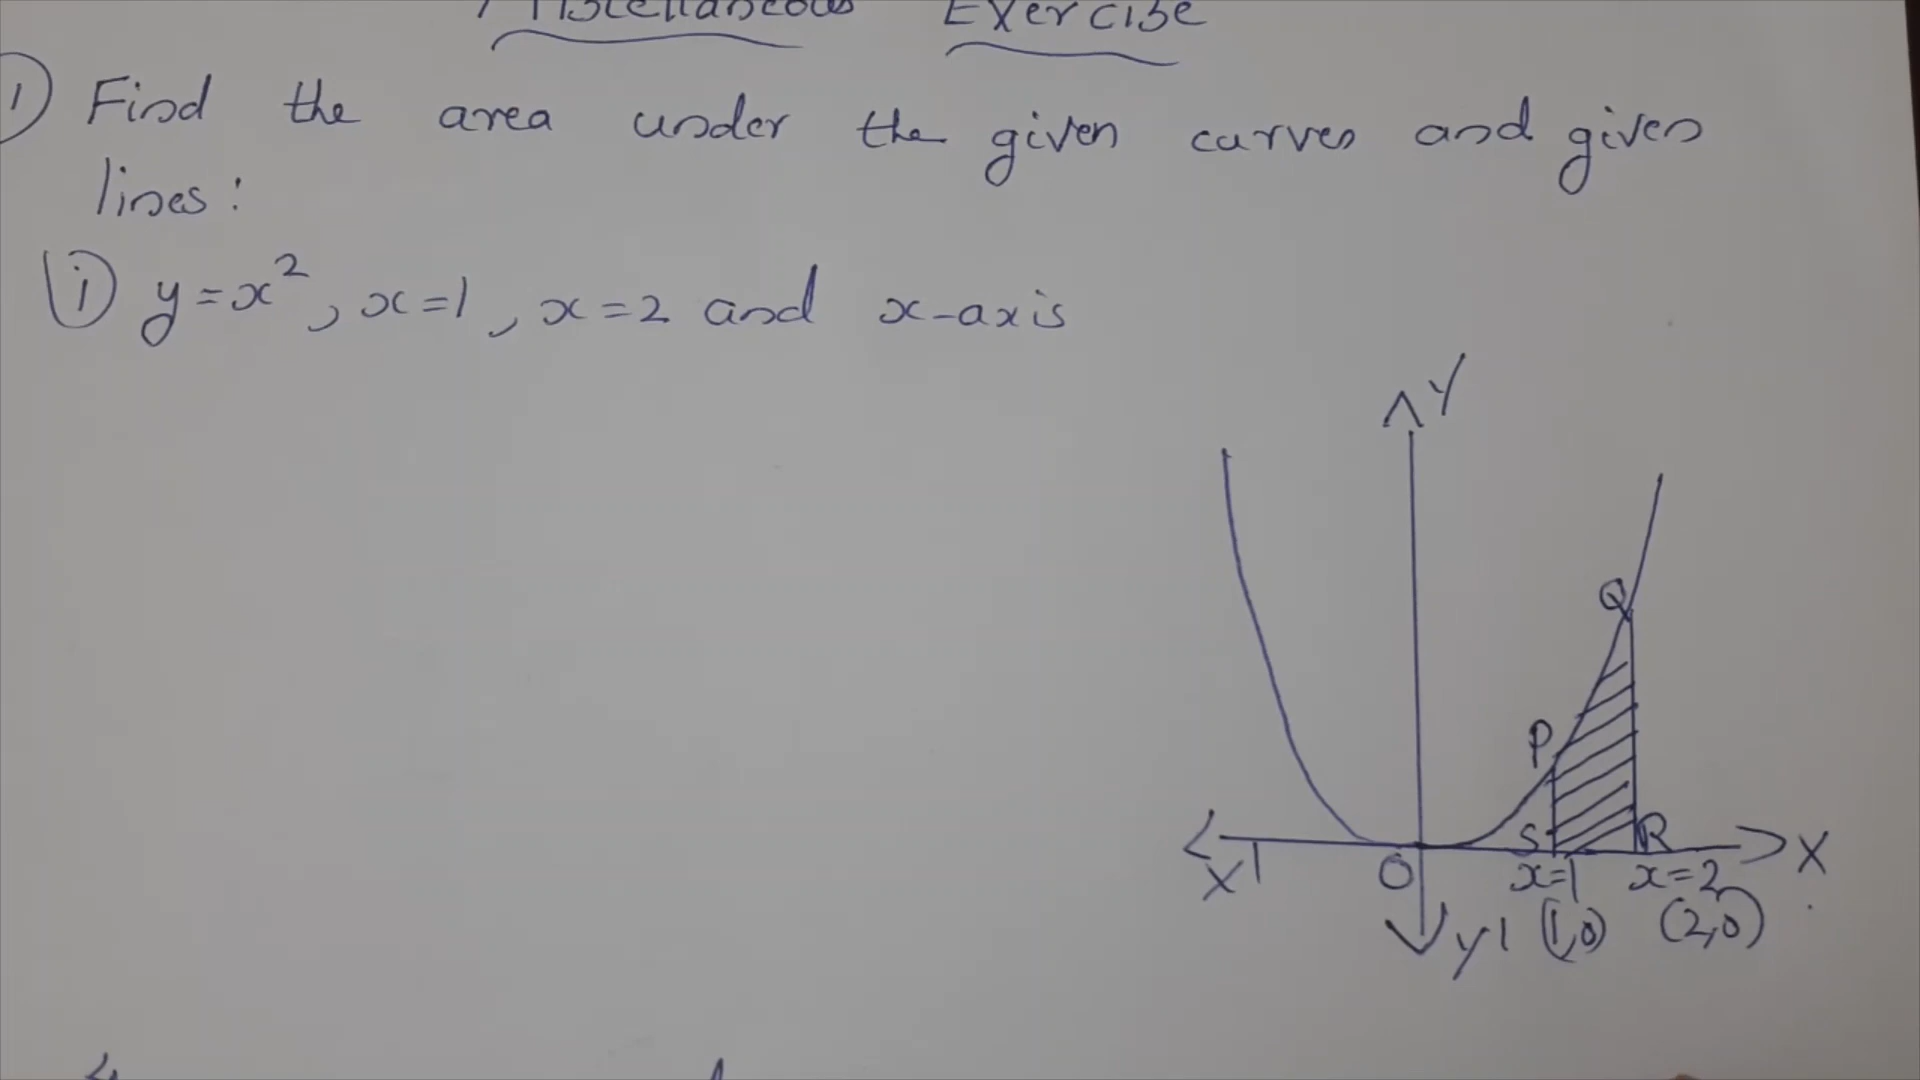 Miscellaneous Exercise
1 Find the area under the given curves and given
lines:
i y=x², x=1, x=2 and x-axis
Y
Q
P
S R
X' O x=1 x=2 X
Y' (1,0) (2,0)